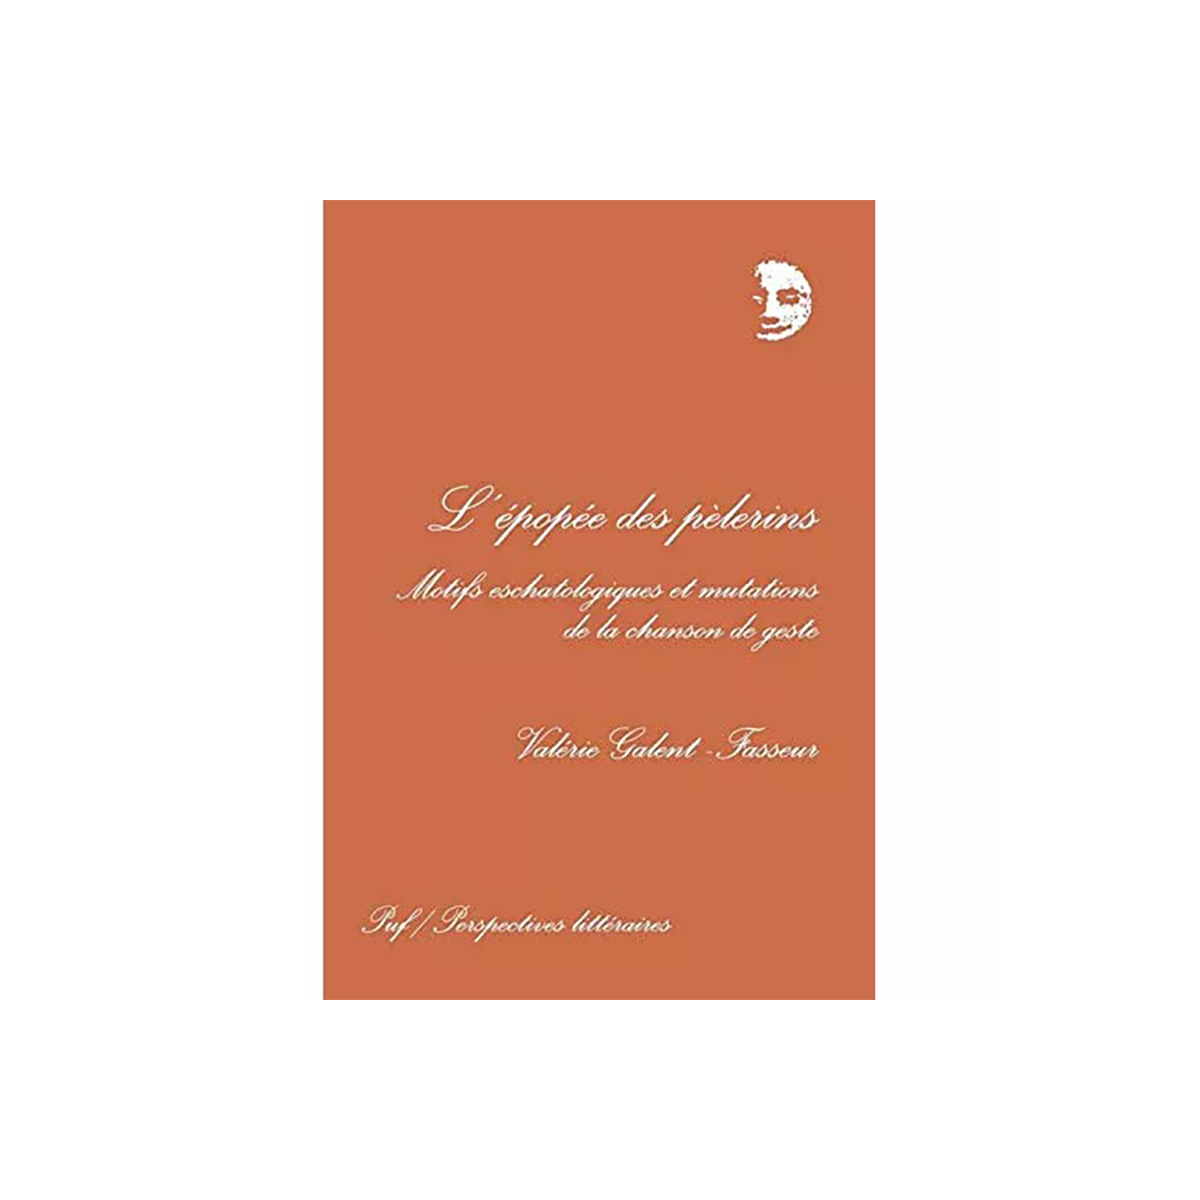 L'épopée des pèlerins
Motifs eschatologiques et mutations
de la chanson de geste
Valérie Galent-Fasseur
Puf / Perspectives littéraires